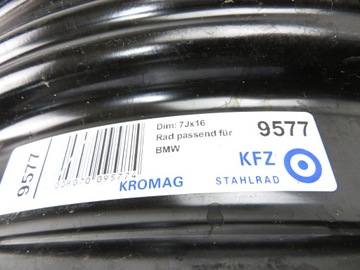 Dim: 7Jx16
Rad passend für
BMW
9577
KFZ
STAHLRAD
KROMAG
9577